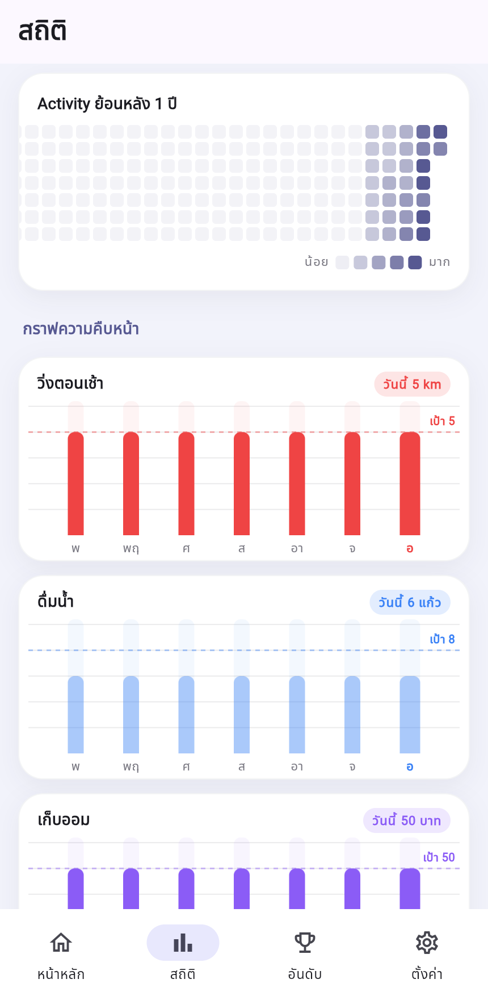 สถิติ
Activity ย้อนหลัง 1 ปี
น้อย มาก
กราฟความคืบหน้า
วิ่งตอนเช้า วันนี้ 5 km
เป้า 5
พ พฤ ศ ส อา จ อ
ดื่มน้ำ วันนี้ 6 แก้ว
เป้า 8
พ พฤ ศ ส อา จ อ
เก็บออม วันนี้ 50 บาท
เป้า 50
หน้าหลัก สถิติ อันดับ ตั้งค่า